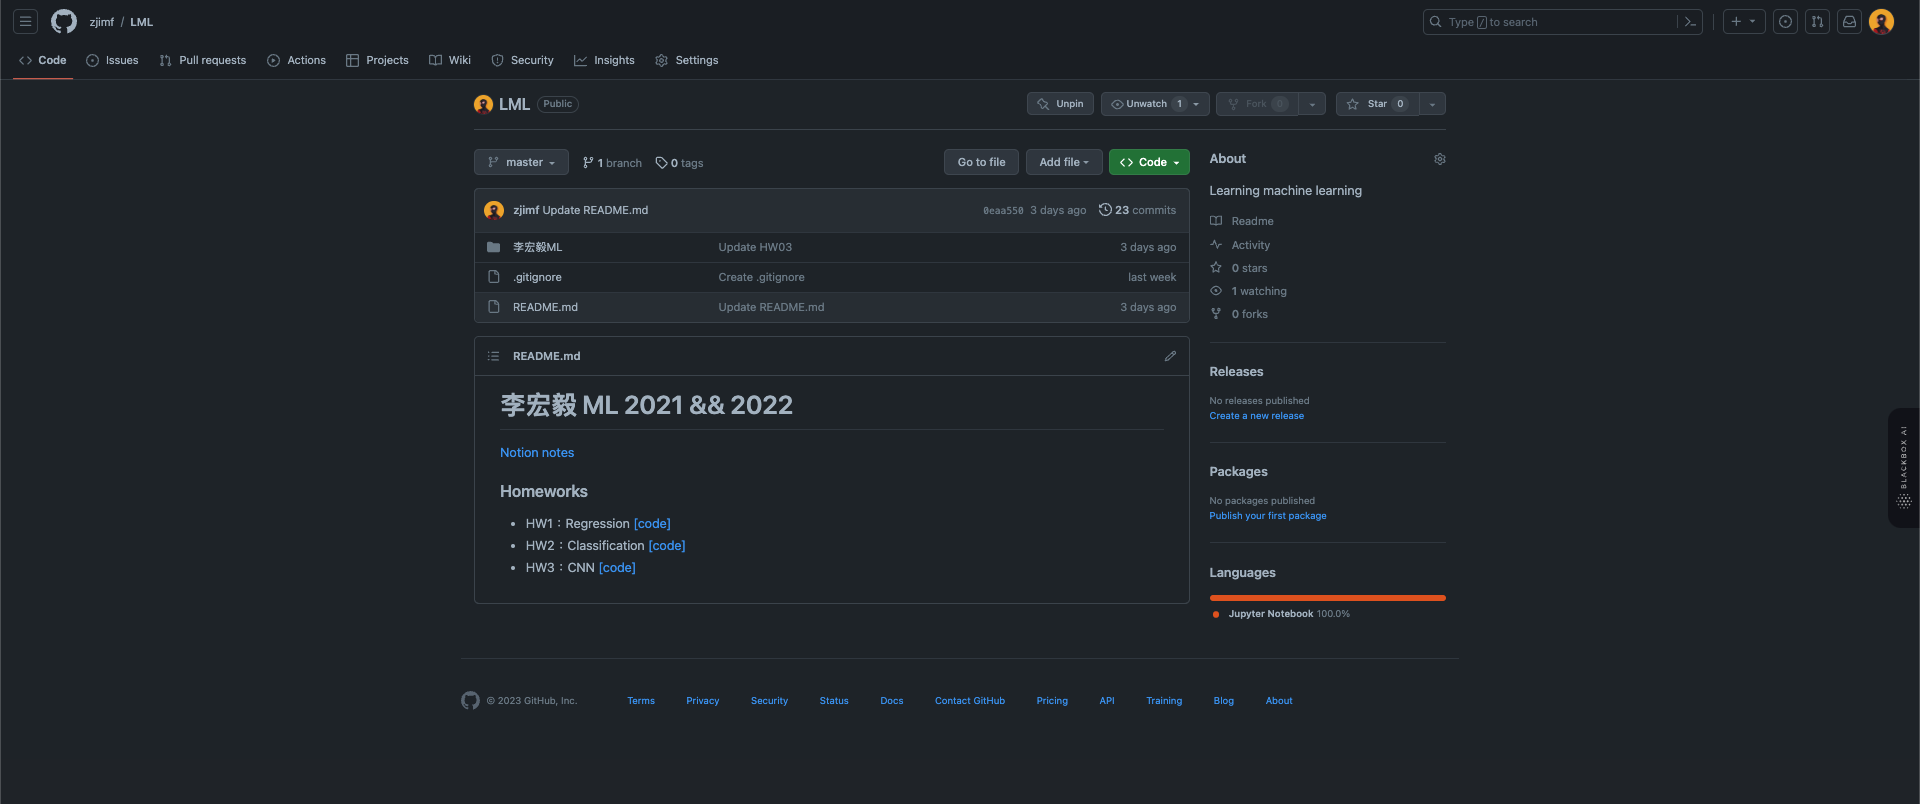 zjimf / LML
Type / to search
Code Issues Pull requests Actions Projects Wiki Security Insights Settings
LML Public
Unpin Unwatch 1 Fork 0 Star 0
master 1 branch 0 tags
Go to file Add file Code
zjimf Update README.md 0eaa550 3 days ago 23 commits
李宏毅ML Update HW03 3 days ago
.gitignore Create .gitignore last week
README.md Update README.md 3 days ago
README.md
李宏毅 ML 2021 && 2022
Notion notes
Homeworks
HW1：Regression [code]
HW2：Classification [code]
HW3：CNN [code]
About
Learning machine learning
Readme
Activity
0 stars
1 watching
0 forks
Releases
No releases published
Create a new release
Packages
No packages published
Publish your first package
Languages
Jupyter Notebook 100.0%
BLACKBOX AI
© 2023 GitHub, Inc. Terms Privacy Security Status Docs Contact GitHub Pricing API Training Blog About